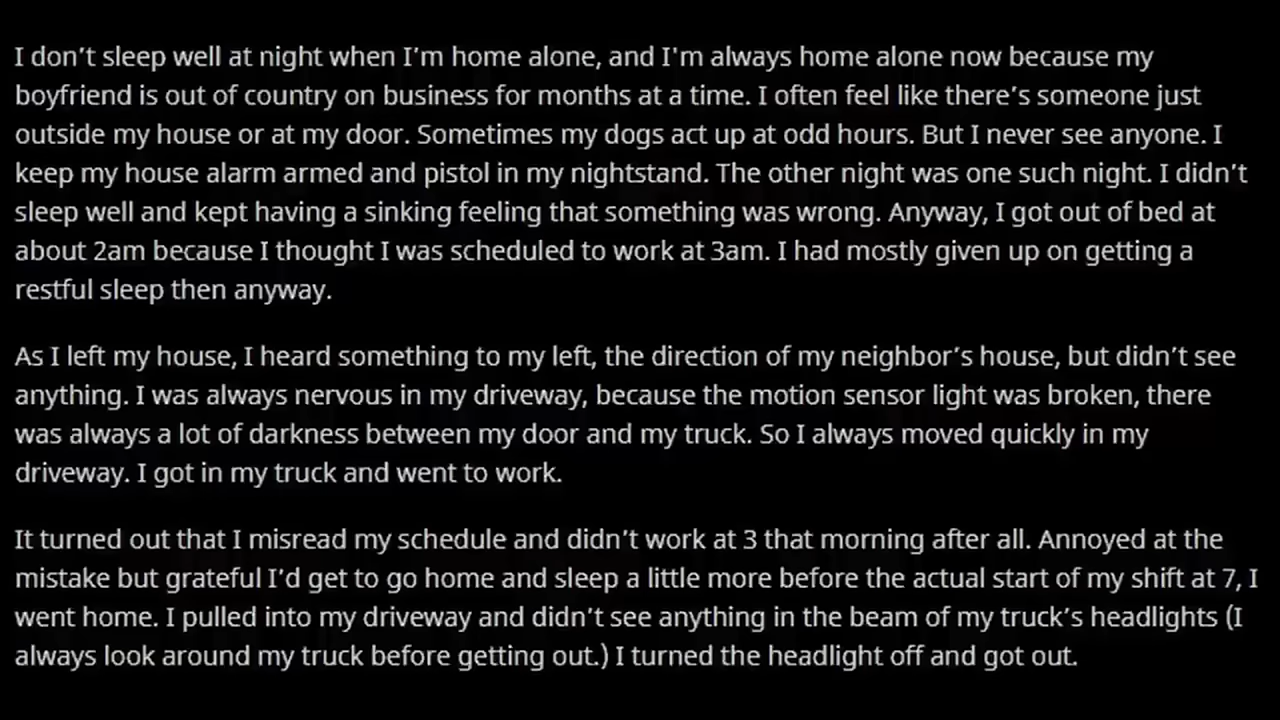 I don’t sleep well at night when I’m home alone, and I'm always home alone now because my
boyfriend is out of country on business for months at a time. I often feel like there’s someone just
outside my house or at my door. Sometimes my dogs act up at odd hours. But I never see anyone. I
keep my house alarm armed and pistol in my nightstand. The other night was one such night. I didn’t
sleep well and kept having a sinking feeling that something was wrong. Anyway, I got out of bed at
about 2am because I thought I was scheduled to work at 3am. I had mostly given up on getting a
restful sleep then anyway.
As I left my house, I heard something to my left, the direction of my neighbor’s house, but didn’t see
anything. I was always nervous in my driveway, because the motion sensor light was broken, there
was always a lot of darkness between my door and my truck. So I always moved quickly in my
driveway. I got in my truck and went to work.
It turned out that I misread my schedule and didn’t work at 3 that morning after all. Annoyed at the
mistake but grateful I’d get to go home and sleep a little more before the actual start of my shift at 7, I
went home. I pulled into my driveway and didn’t see anything in the beam of my truck’s headlights (I
always look around my truck before getting out.) I turned the headlight off and got out.